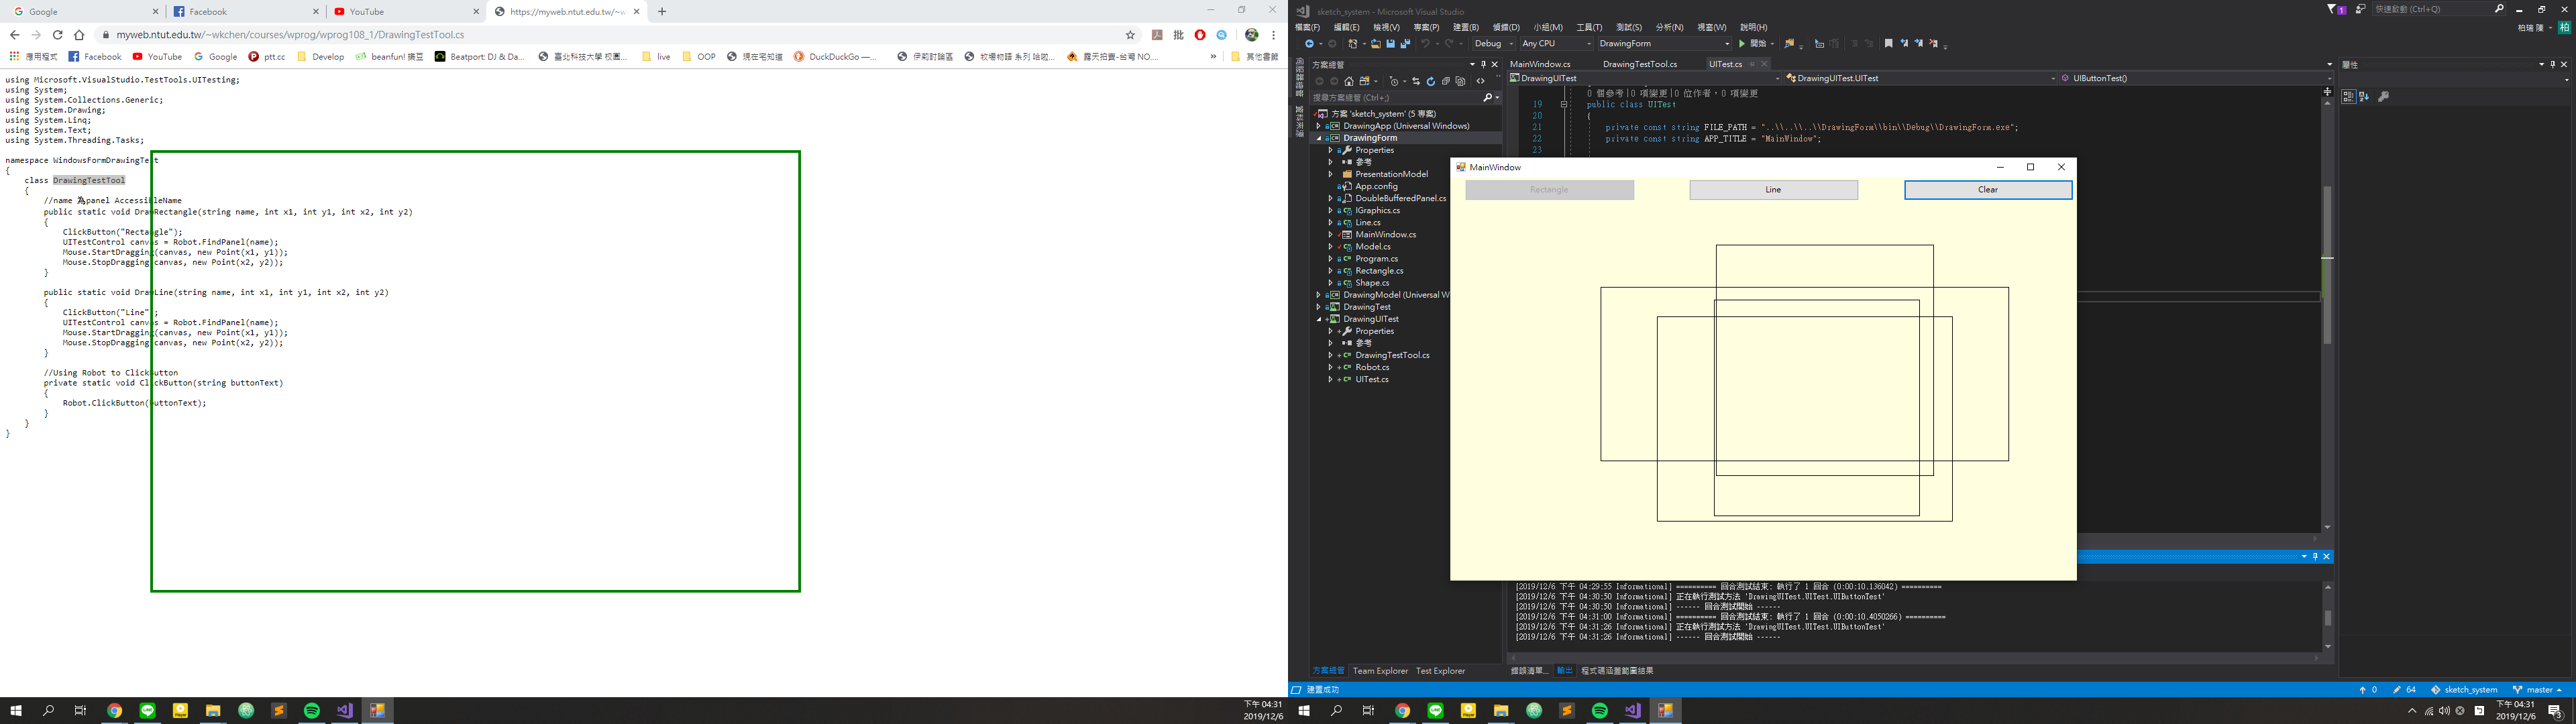 Google
Facebook
YouTube
https://myweb.ntut.edu.tw/~w
myweb.ntut.edu.tw/~wkchen/courses/wprog/wprog108_1/DrawingTestTool.cs
應用程式
Facebook
YouTube
Google
ptt.cc
Develop
beanfun! 樂豆
Beatport: DJ & Da...
臺北科技大學 校園...
live
OOP
現在宅知道
DuckDuckGo —...
伊莉討論區
牧場物語 系列 哈啦...
露天拍賣-台灣 NO....
»
其他書籤
using Microsoft.VisualStudio.TestTools.UITesting;
using System;
using System.Collections.Generic;
using System.Drawing;
using System.Linq;
using System.Text;
using System.Threading.Tasks;
namespace WindowsFormDrawingTest
{
class DrawingTestTool
{
//name 為panel AccessibleName
public static void DrawRectangle(string name, int x1, int y1, int x2, int y2)
{
ClickButton("Rectangle");
UITestControl canvas = Robot.FindPanel(name);
Mouse.StartDragging(canvas, new Point(x1, y1));
Mouse.StopDragging(canvas, new Point(x2, y2));
}
public static void DrawLine(string name, int x1, int y1, int x2, int y2)
{
ClickButton("Line");
UITestControl canvas = Robot.FindPanel(name);
Mouse.StartDragging(canvas, new Point(x1, y1));
Mouse.StopDragging(canvas, new Point(x2, y2));
}
//Using Robot to ClickButton
private static void ClickButton(string buttonText)
{
Robot.ClickButton(buttonText);
}
}
}
下午 04:31
2019/12/6
sketch_system - Microsoft Visual Studio
1
快速啟動 (Ctrl+Q)
檔案(F) 編輯(E) 檢視(V) 專案(P) 建置(B) 偵錯(D) 小組(M) 工具(T) 測試(S) 分析(N) 視窗(W) 說明(H)
柏瑞 陳
柏
Debug
Any CPU
DrawingForm
開始
方案總管
搜尋方案總管 (Ctrl+;)
方案 'sketch_system' (5 專案)
DrawingApp (Universal Windows)
DrawingForm
Properties
參考
PresentationModel
App.config
DoubleBufferedPanel.cs
IGraphics.cs
Line.cs
MainWindow.cs
Model.cs
Program.cs
Rectangle.cs
Shape.cs
DrawingModel (Universal W
DrawingTest
DrawingUITest
Properties
參考
DrawingTestTool.cs
Robot.cs
UITest.cs
方案總管 Team Explorer Test Explorer
MainWindow.cs
DrawingTestTool.cs
UITest.cs
DrawingUITest
DrawingUITest.UITest
UIButtonTest()
0 個參考|0 項變更|0 位作者，0 項變更
19 public class UITest
20 {
21 private const string FILE_PATH = "..\\..\\..\\DrawingForm\\bin\\Debug\\DrawingForm.exe";
22 private const string APP_TITLE = "MainWindow";
23
MainWindow
Rectangle
Line
Clear
[2019/12/6 下午 04:29:55 Informational] ========== 回合測試結束: 執行了 1 回合 (0:00:10.136042) ==========
[2019/12/6 下午 04:30:50 Informational] 正在執行測試方法 'DrawingUITest.UITest.UIButtonTest'
[2019/12/6 下午 04:30:50 Informational] ------ 回合測試開始 ------
[2019/12/6 下午 04:31:00 Informational] ========== 回合測試結束: 執行了 1 回合 (0:00:10.4050266) ==========
[2019/12/6 下午 04:31:26 Informational] 正在執行測試方法 'DrawingUITest.UITest.UIButtonTest'
[2019/12/6 下午 04:31:26 Informational] ------ 回合測試開始 ------
錯誤清單... 輸出 程式碼涵蓋範圍結果
屬性
建置成功
0
64
sketch_system
master
下午 04:31
2019/12/6
3